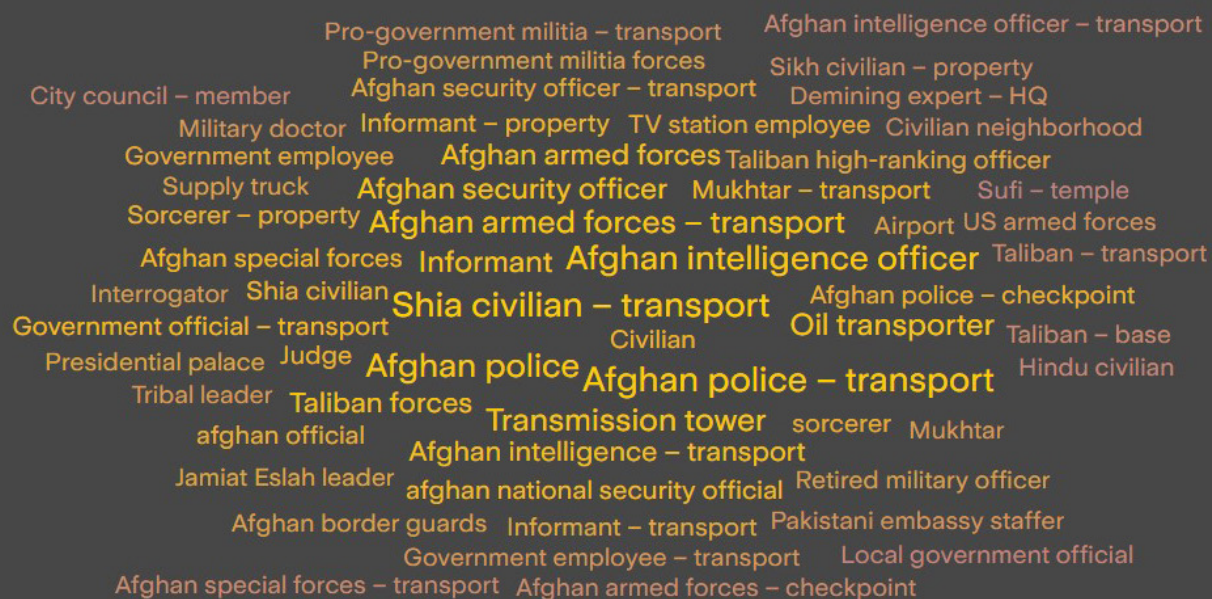 Pro-government militia – transport
Afghan intelligence officer – transport
Pro-government militia forces
Sikh civilian – property
City council – member
Afghan security officer – transport
Demining expert – HQ
Military doctor
Informant – property
TV station employee
Civilian neighborhood
Government employee
Afghan armed forces
Taliban high-ranking officer
Supply truck
Afghan security officer
Mukhtar – transport
Sufi – temple
Sorcerer – property
Afghan armed forces – transport
Airport
US armed forces
Afghan special forces
Informant
Afghan intelligence officer
Taliban – transport
Interrogator
Shia civilian
Shia civilian – transport
Afghan police – checkpoint
Government official – transport
Civilian
Oil transporter
Taliban – base
Presidential palace
Judge
Afghan police
Afghan police – transport
Hindu civilian
Tribal leader
Taliban forces
Transmission tower
sorcerer
Mukhtar
afghan official
Afghan intelligence – transport
Jamiat Eslah leader
afghan national security official
Retired military officer
Afghan border guards
Informant – transport
Pakistani embassy staffer
Government employee – transport
Local government official
Afghan special forces – transport
Afghan armed forces – checkpoint